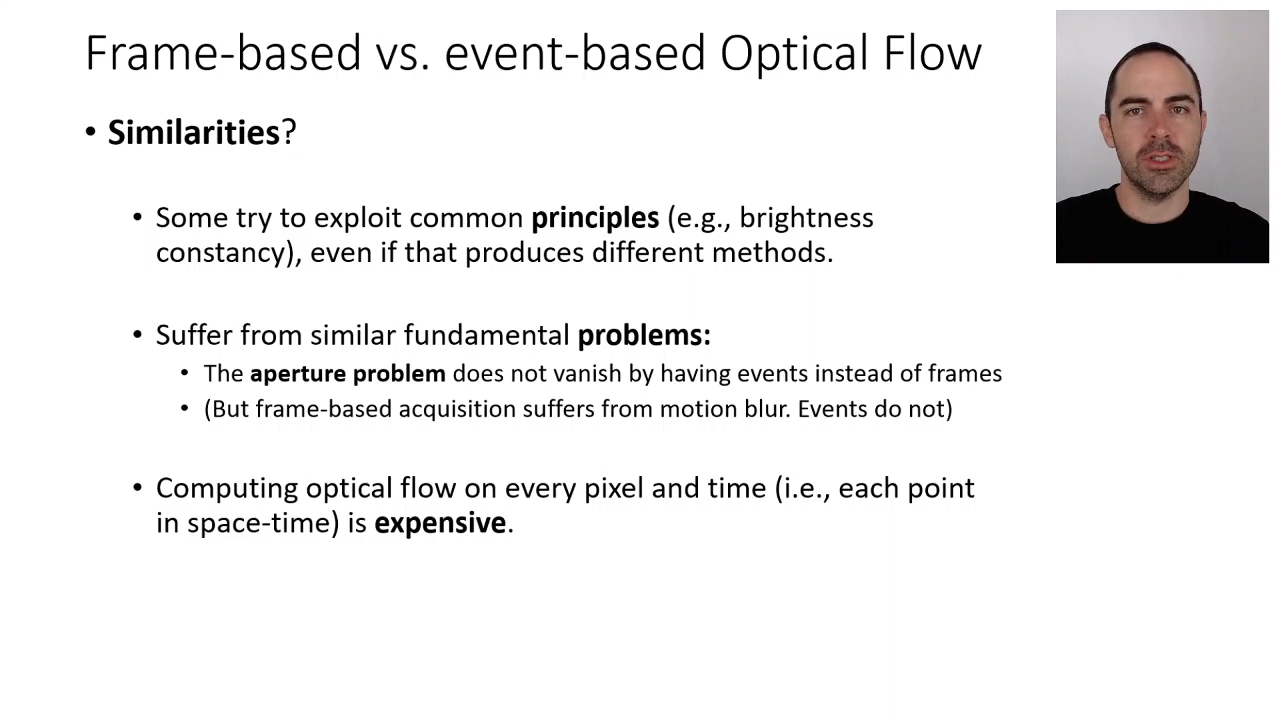 Frame-based vs. event-based Optical Flow
• Similarities?
• Some try to exploit common principles (e.g., brightness
constancy), even if that produces different methods.
• Suffer from similar fundamental problems:
• The aperture problem does not vanish by having events instead of frames
• (But frame-based acquisition suffers from motion blur. Events do not)
• Computing optical flow on every pixel and time (i.e., each point
in space-time) is expensive.